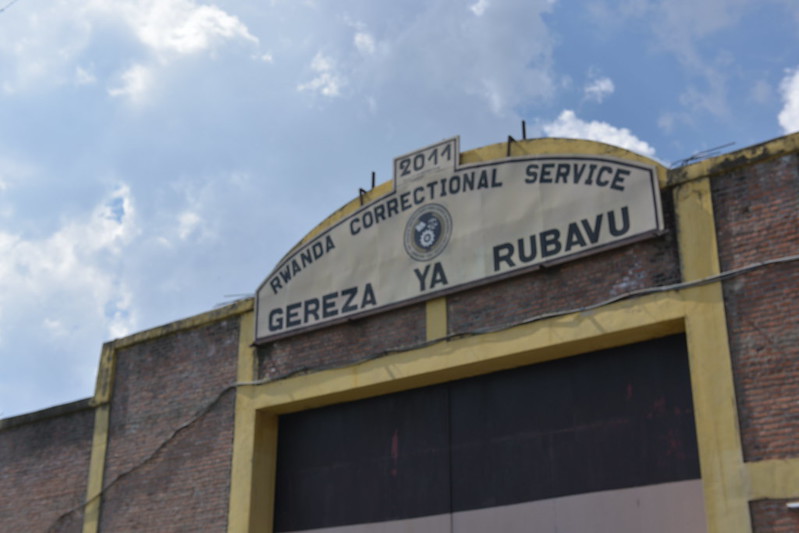 2011
RWANDA CORRECTIONAL SERVICE
GEREZA YA RUBAVU